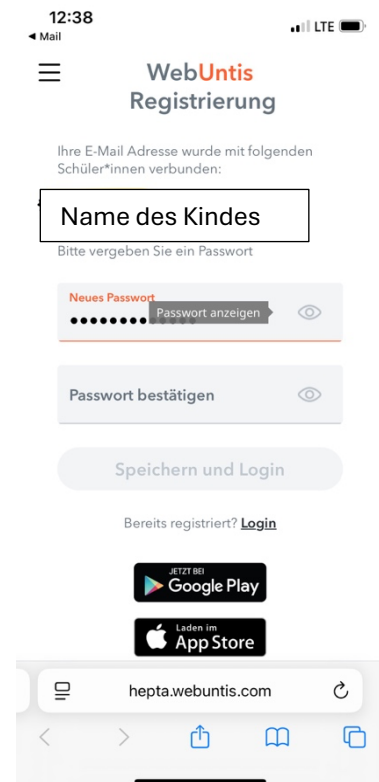 12:38
LTE
◄ Mail
WebUntis
Registrierung
Ihre E-Mail Adresse wurde mit folgenden
Schüler*innen verbunden:
Name des Kindes
Bitte vergeben Sie ein Passwort
Neues Passwort
Passwort anzeigen
Passwort bestätigen
Speichern und Login
Bereits registriert? Login
JETZT BEI
Google Play
Laden im
App Store
hepta.webuntis.com